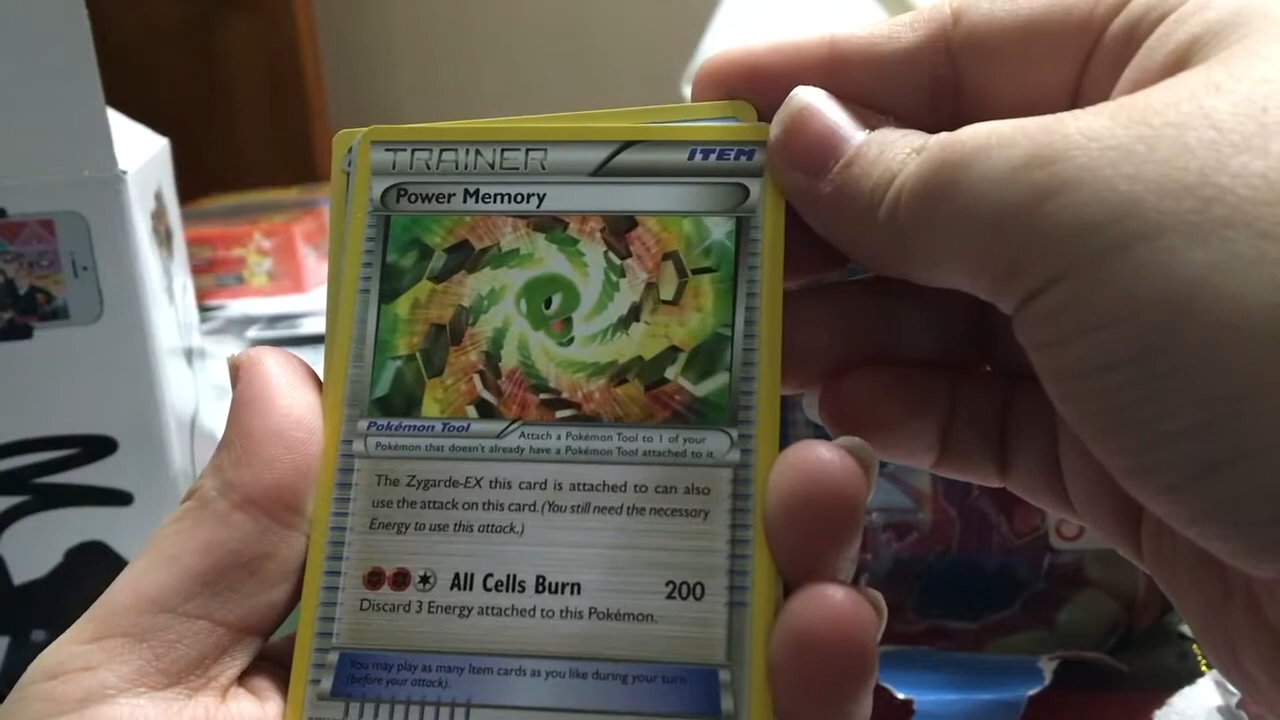 TRAINER ITEM
Power Memory
Pokémon Tool Attach a Pokémon Tool to 1 of your
Pokémon that doesn't already have a Pokémon Tool attached to it.
The Zygarde-EX this card is attached to can also
use the attack on this card. (You still need the necessary
Energy to use this attack.)
All Cells Burn 200
Discard 3 Energy attached to this Pokémon.
You may play as many Item cards as you like during your turn
(before your attack).